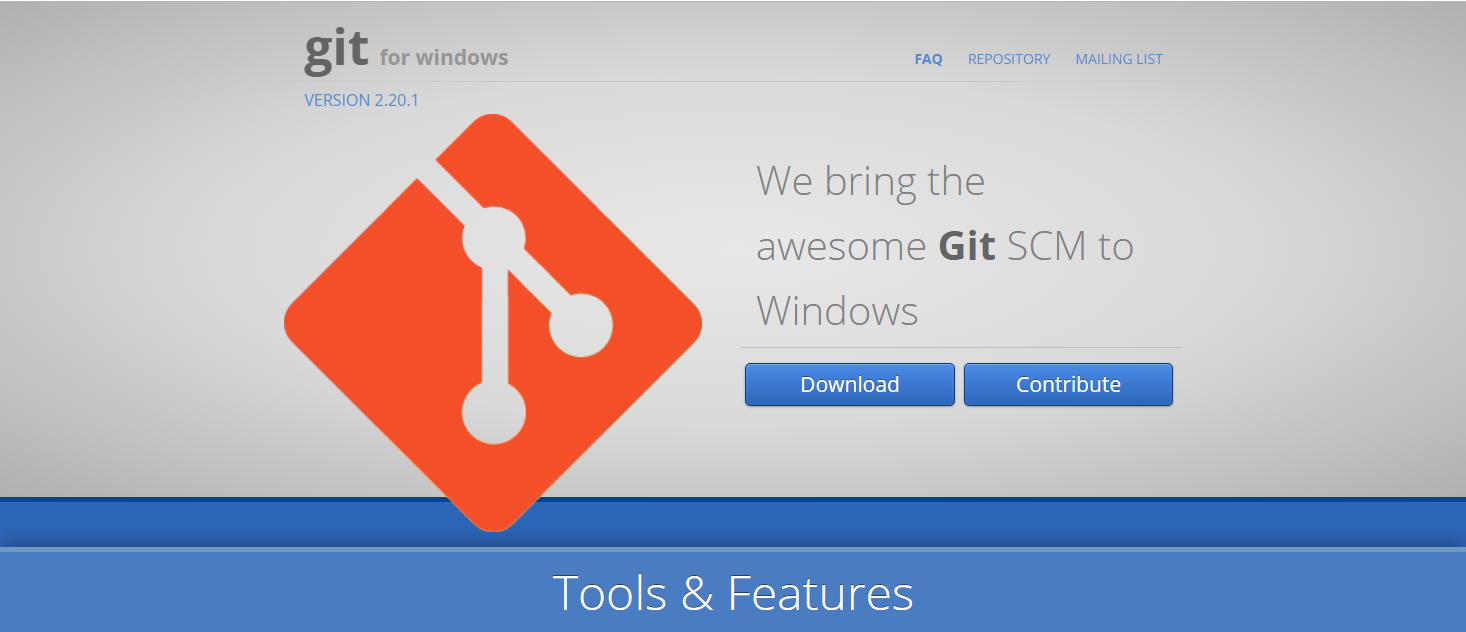 git for windows
FAQ REPOSITORY MAILING LIST
VERSION 2.20.1
We bring the
awesome Git SCM to
Windows
Download Contribute
Tools & Features